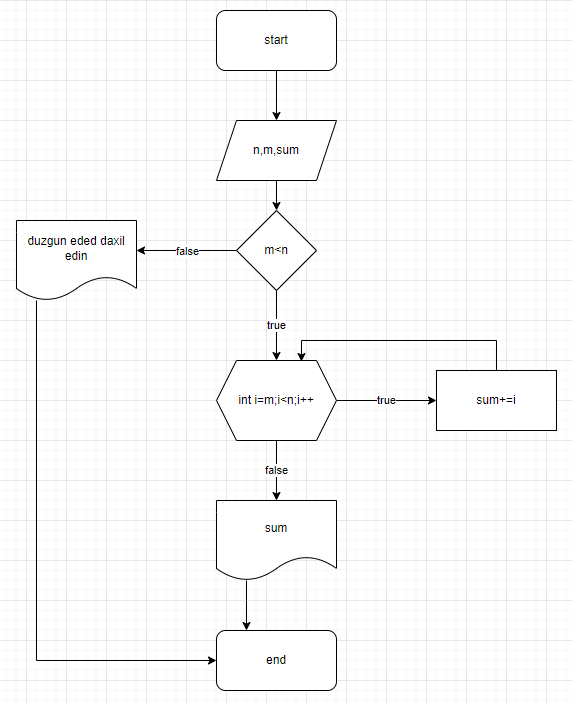 start
n,m,sum
m<n
false
duzgun eded daxil
edin
true
int i=m;i<n;i++
true
sum+=i
false
sum
end